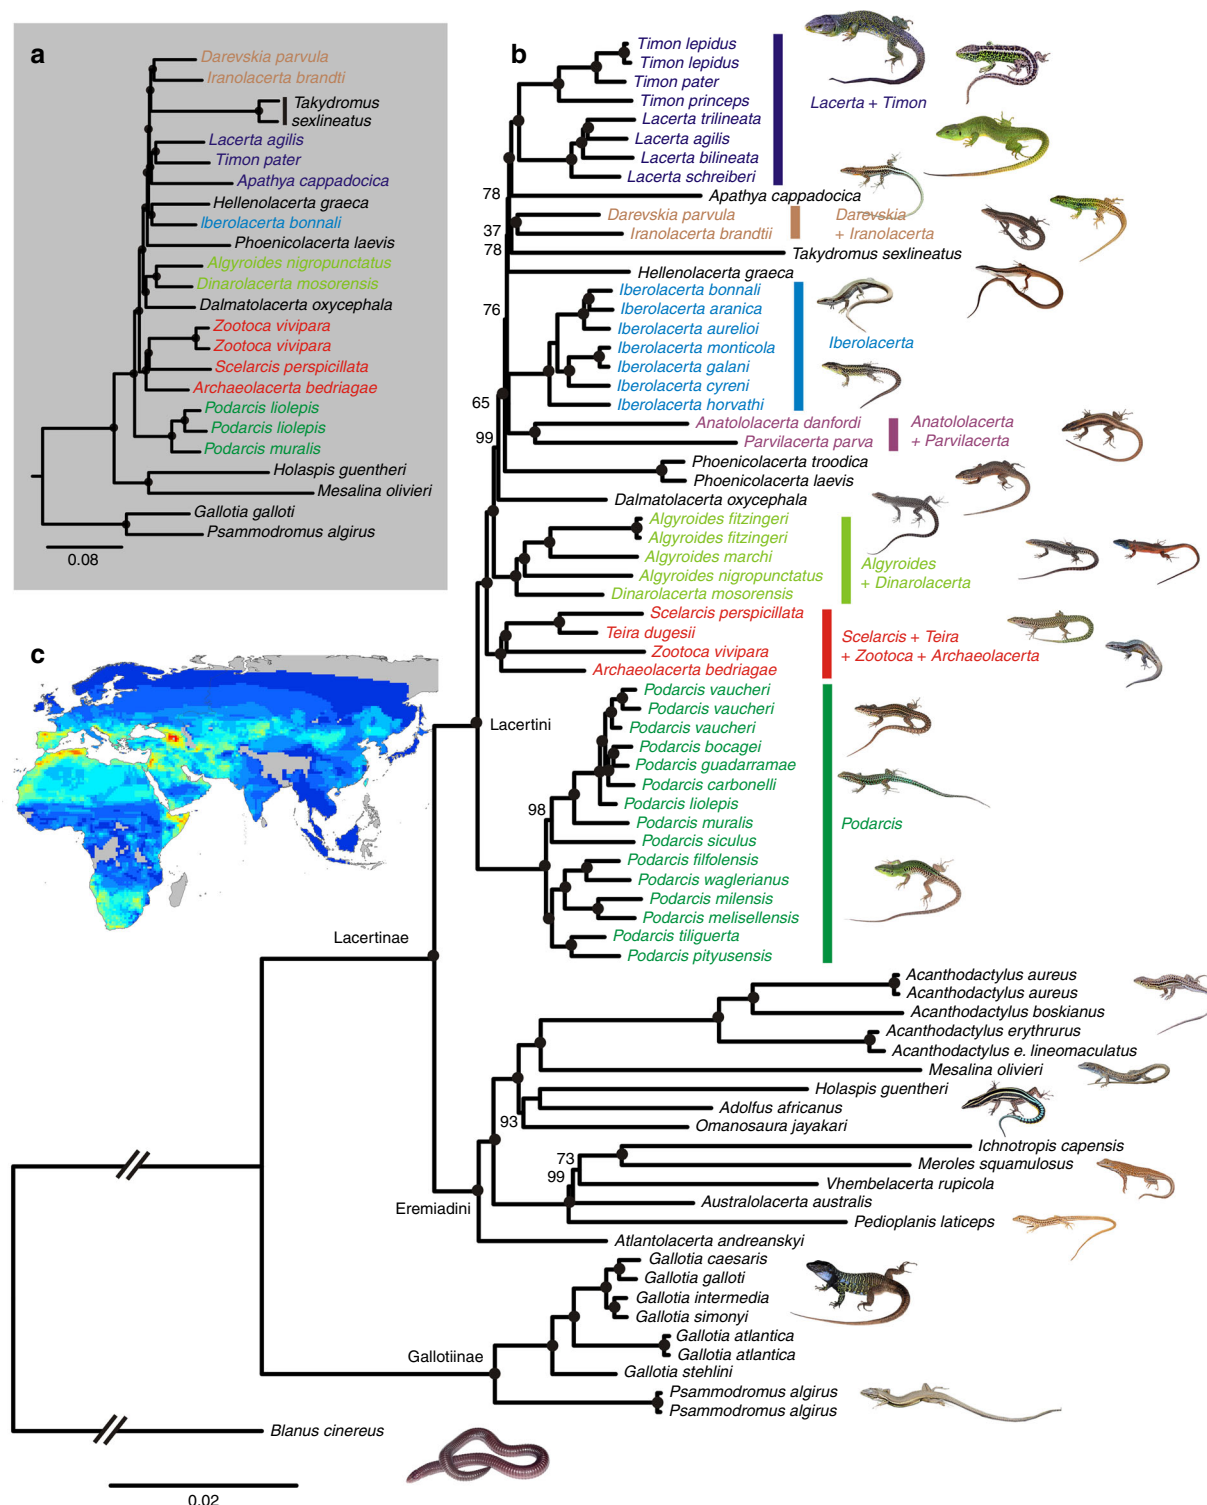 a
Darevskia parvula
Iranolacerta brandti
Takydromus
sexlineatus
Lacerta agilis
Timon pater
Apathya cappadocica
Hellenolacerta graeca
Iberolacerta bonnali
Phoenicolacerta laevis
Algyroides nigropunctatus
Dinarolacerta mosorensis
Dalmatolacerta oxycephala
Zootoca vivipara
Zootoca vivipara
Scelarcis perspicillata
Archaeolacerta bedriagae
Podarcis liolepis
Podarcis liolepis
Podarcis muralis
Holaspis guentheri
Mesalina olivieri
Gallotia galloti
Psammodromus algirus
0.08
b
Timon lepidus
Timon lepidus
Timon pater
Timon princeps
Lacerta trilineata
Lacerta agilis
Lacerta bilineata
Lacerta schreiberi
Lacerta + Timon
78
Apathya cappadocica
Darevskia parvula
Iranolacerta brandtii
Darevskia
+ Iranolacerta
37
78
Takydromus sexlineatus
Hellenolacerta graeca
76
Iberolacerta bonnali
Iberolacerta aranica
Iberolacerta aurelioi
Iberolacerta monticola
Iberolacerta galani
Iberolacerta cyreni
Iberolacerta horvathi
Iberolacerta
65
99
Anatololacerta danfordi
Parvilacerta parva
Anatololacerta
+ Parvilacerta
Phoenicolacerta troodica
Phoenicolacerta laevis
Dalmatolacerta oxycephala
Algyroides fitzingeri
Algyroides fitzingeri
Algyroides marchi
Algyroides nigropunctatus
Dinarolacerta mosorensis
Algyroides
+ Dinarolacerta
Scelarcis perspicillata
Teira dugesii
Zootoca vivipara
Archaeolacerta bedriagae
Scelarcis + Teira
+ Zootoca + Archaeolacerta
Lacertini
Podarcis vaucheri
Podarcis vaucheri
Podarcis vaucheri
Podarcis bocagei
Podarcis guadarramae
Podarcis carbonelli
Podarcis liolepis
Podarcis muralis
Podarcis siculus
Podarcis filfolensis
Podarcis waglerianus
Podarcis milensis
Podarcis melisellensis
Podarcis tiliguerta
Podarcis pityusensis
98
Podarcis
c
Lacertinae
Acanthodactylus aureus
Acanthodactylus aureus
Acanthodactylus boskianus
Acanthodactylus erythrurus
Acanthodactylus e. lineomaculatus
Mesalina olivieri
Holaspis guentheri
Adolfus africanus
93
Omanosaura jayakari
Ichnotropis capensis
73
Meroles squamulosus
99
Vhembelacerta rupicola
Australolacerta australis
Eremiadini
Pedioplanis laticeps
Atlantolacerta andreanskyi
Gallotia caesaris
Gallotia galloti
Gallotia intermedia
Gallotia simonyi
Gallotia atlantica
Gallotia atlantica
Gallotiinae
Gallotia stehlini
Psammodromus algirus
Psammodromus algirus
Blanus cinereus
0.02